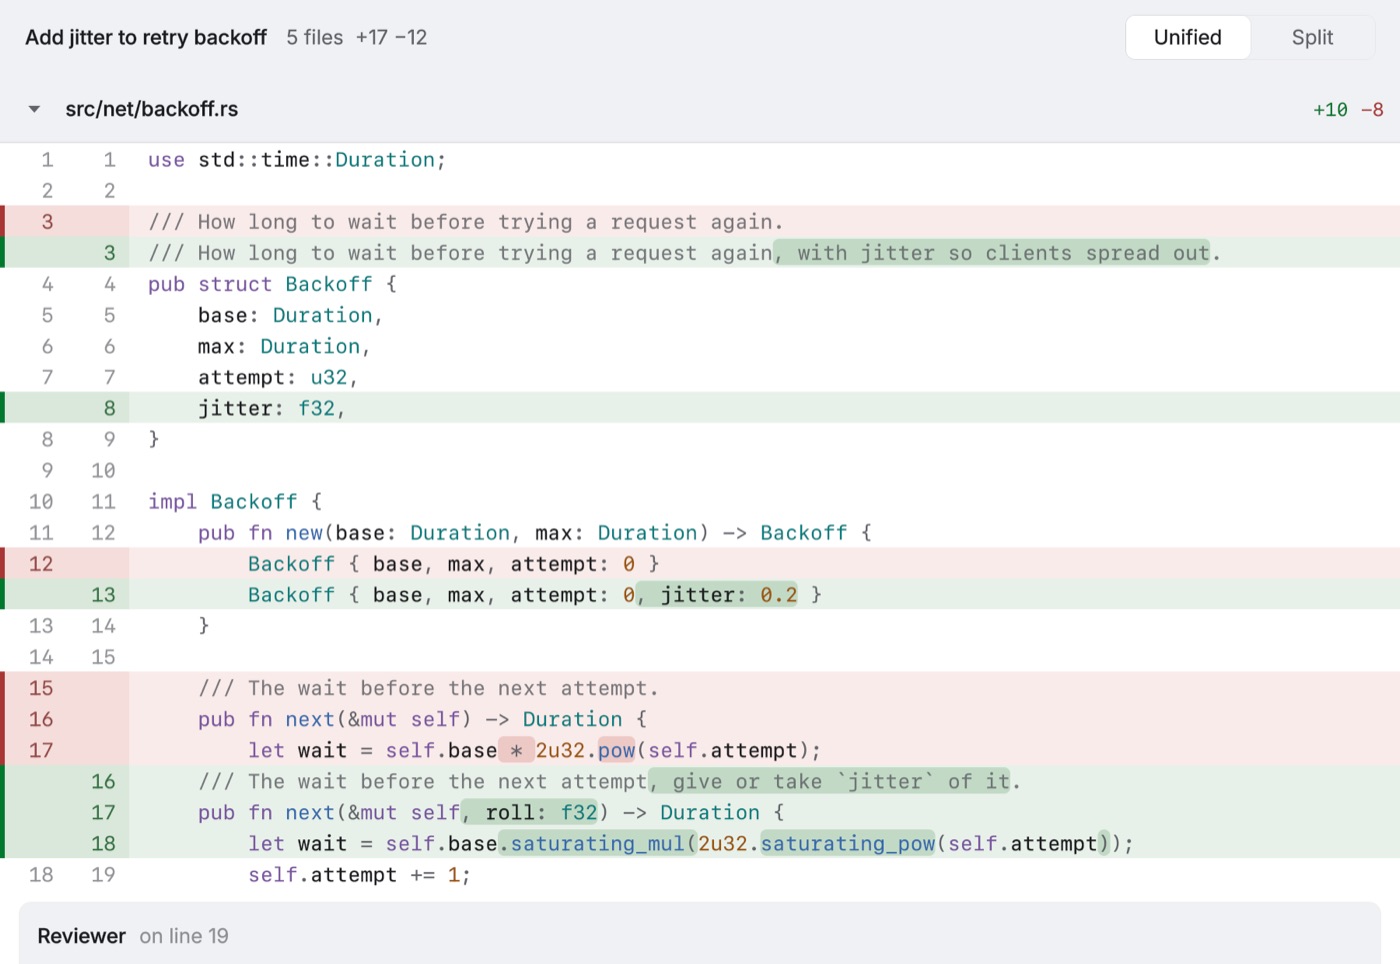 Add jitter to retry backoff 5 files +17 −12 Unified Split
src/net/backoff.rs +10 −8
1 1 use std::time::Duration;
2 2
3 /// How long to wait before trying a request again.
3 /// How long to wait before trying a request again, with jitter so clients spread out.
4 4 pub struct Backoff {
5 5 base: Duration,
6 6 max: Duration,
7 7 attempt: u32,
8 jitter: f32,
8 9 }
9 10
10 11 impl Backoff {
11 12 pub fn new(base: Duration, max: Duration) -> Backoff {
12 Backoff { base, max, attempt: 0 }
13 Backoff { base, max, attempt: 0, jitter: 0.2 }
13 14 }
14 15
15 /// The wait before the next attempt.
16 pub fn next(&mut self) -> Duration {
17 let wait = self.base * 2u32.pow(self.attempt);
16 /// The wait before the next attempt, give or take `jitter` of it.
17 pub fn next(&mut self, roll: f32) -> Duration {
18 let wait = self.base.saturating_mul(2u32.saturating_pow(self.attempt));
18 19 self.attempt += 1;
Reviewer on line 19